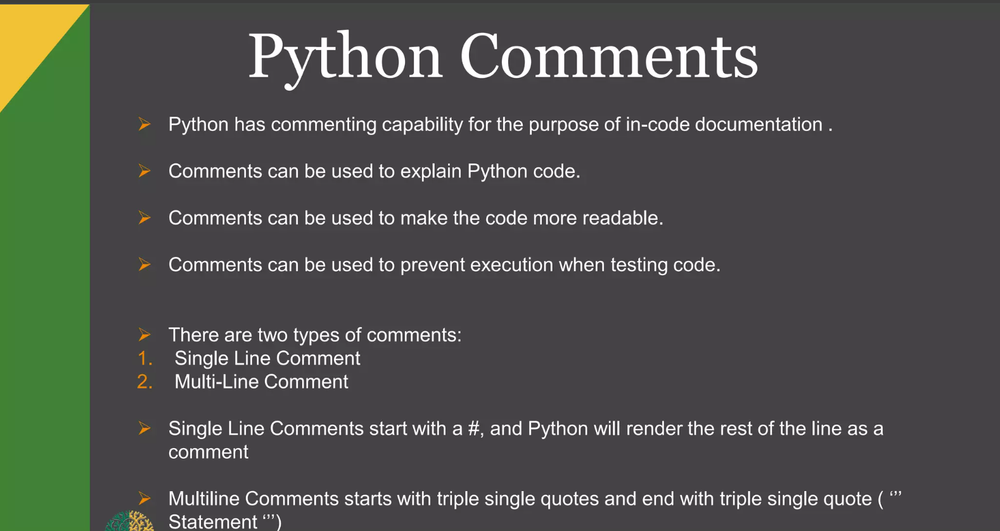 Python Comments
➢ Python has commenting capability for the purpose of in-code documentation .
➢ Comments can be used to explain Python code.
➢ Comments can be used to make the code more readable.
➢ Comments can be used to prevent execution when testing code.
➢ There are two types of comments:
1. Single Line Comment
2. Multi-Line Comment
➢ Single Line Comments start with a #, and Python will render the rest of the line as a
comment
➢ Multiline Comments starts with triple single quotes and end with triple single quote ( ‘’’
Statement ‘’’)